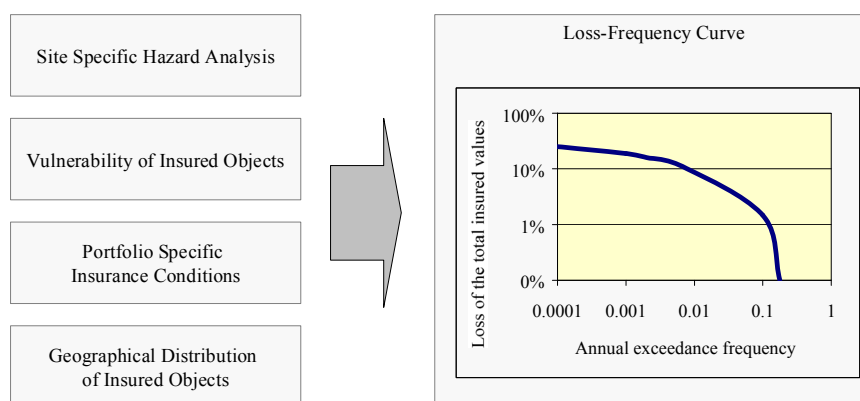 Site Specific Hazard Analysis
Vulnerability of Insured Objects
Portfolio Specific
Insurance Conditions
Geographical Distribution
of Insured Objects
Loss-Frequency Curve
Loss of the total insured values
100%
10%
1%
0%
0.0001 0.001 0.01 0.1 1
Annual exceedance frequency